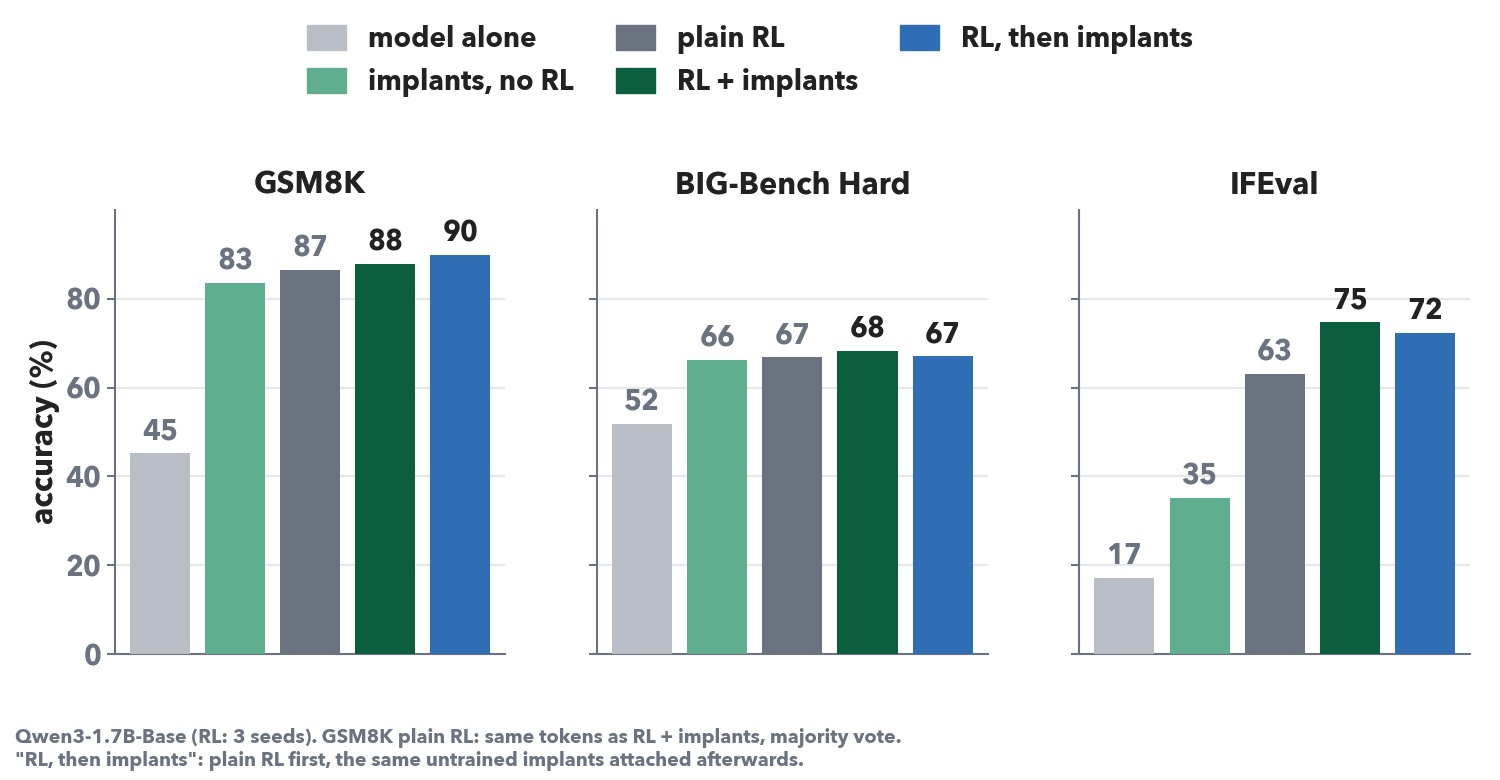 model alone
plain RL
RL, then implants
implants, no RL
RL + implants
GSM8K
BIG-Bench Hard
IFEval
accuracy (%)
80
60
40
20
0
45
83
87
88
90
52
66
67
68
67
17
35
63
75
72
Qwen3-1.7B-Base (RL: 3 seeds). GSM8K plain RL: same tokens as RL + implants, majority vote.
"RL, then implants": plain RL first, the same untrained implants attached afterwards.